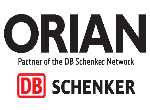 ORIAN
Partner of the DB Schenker Network
DB SCHENKER